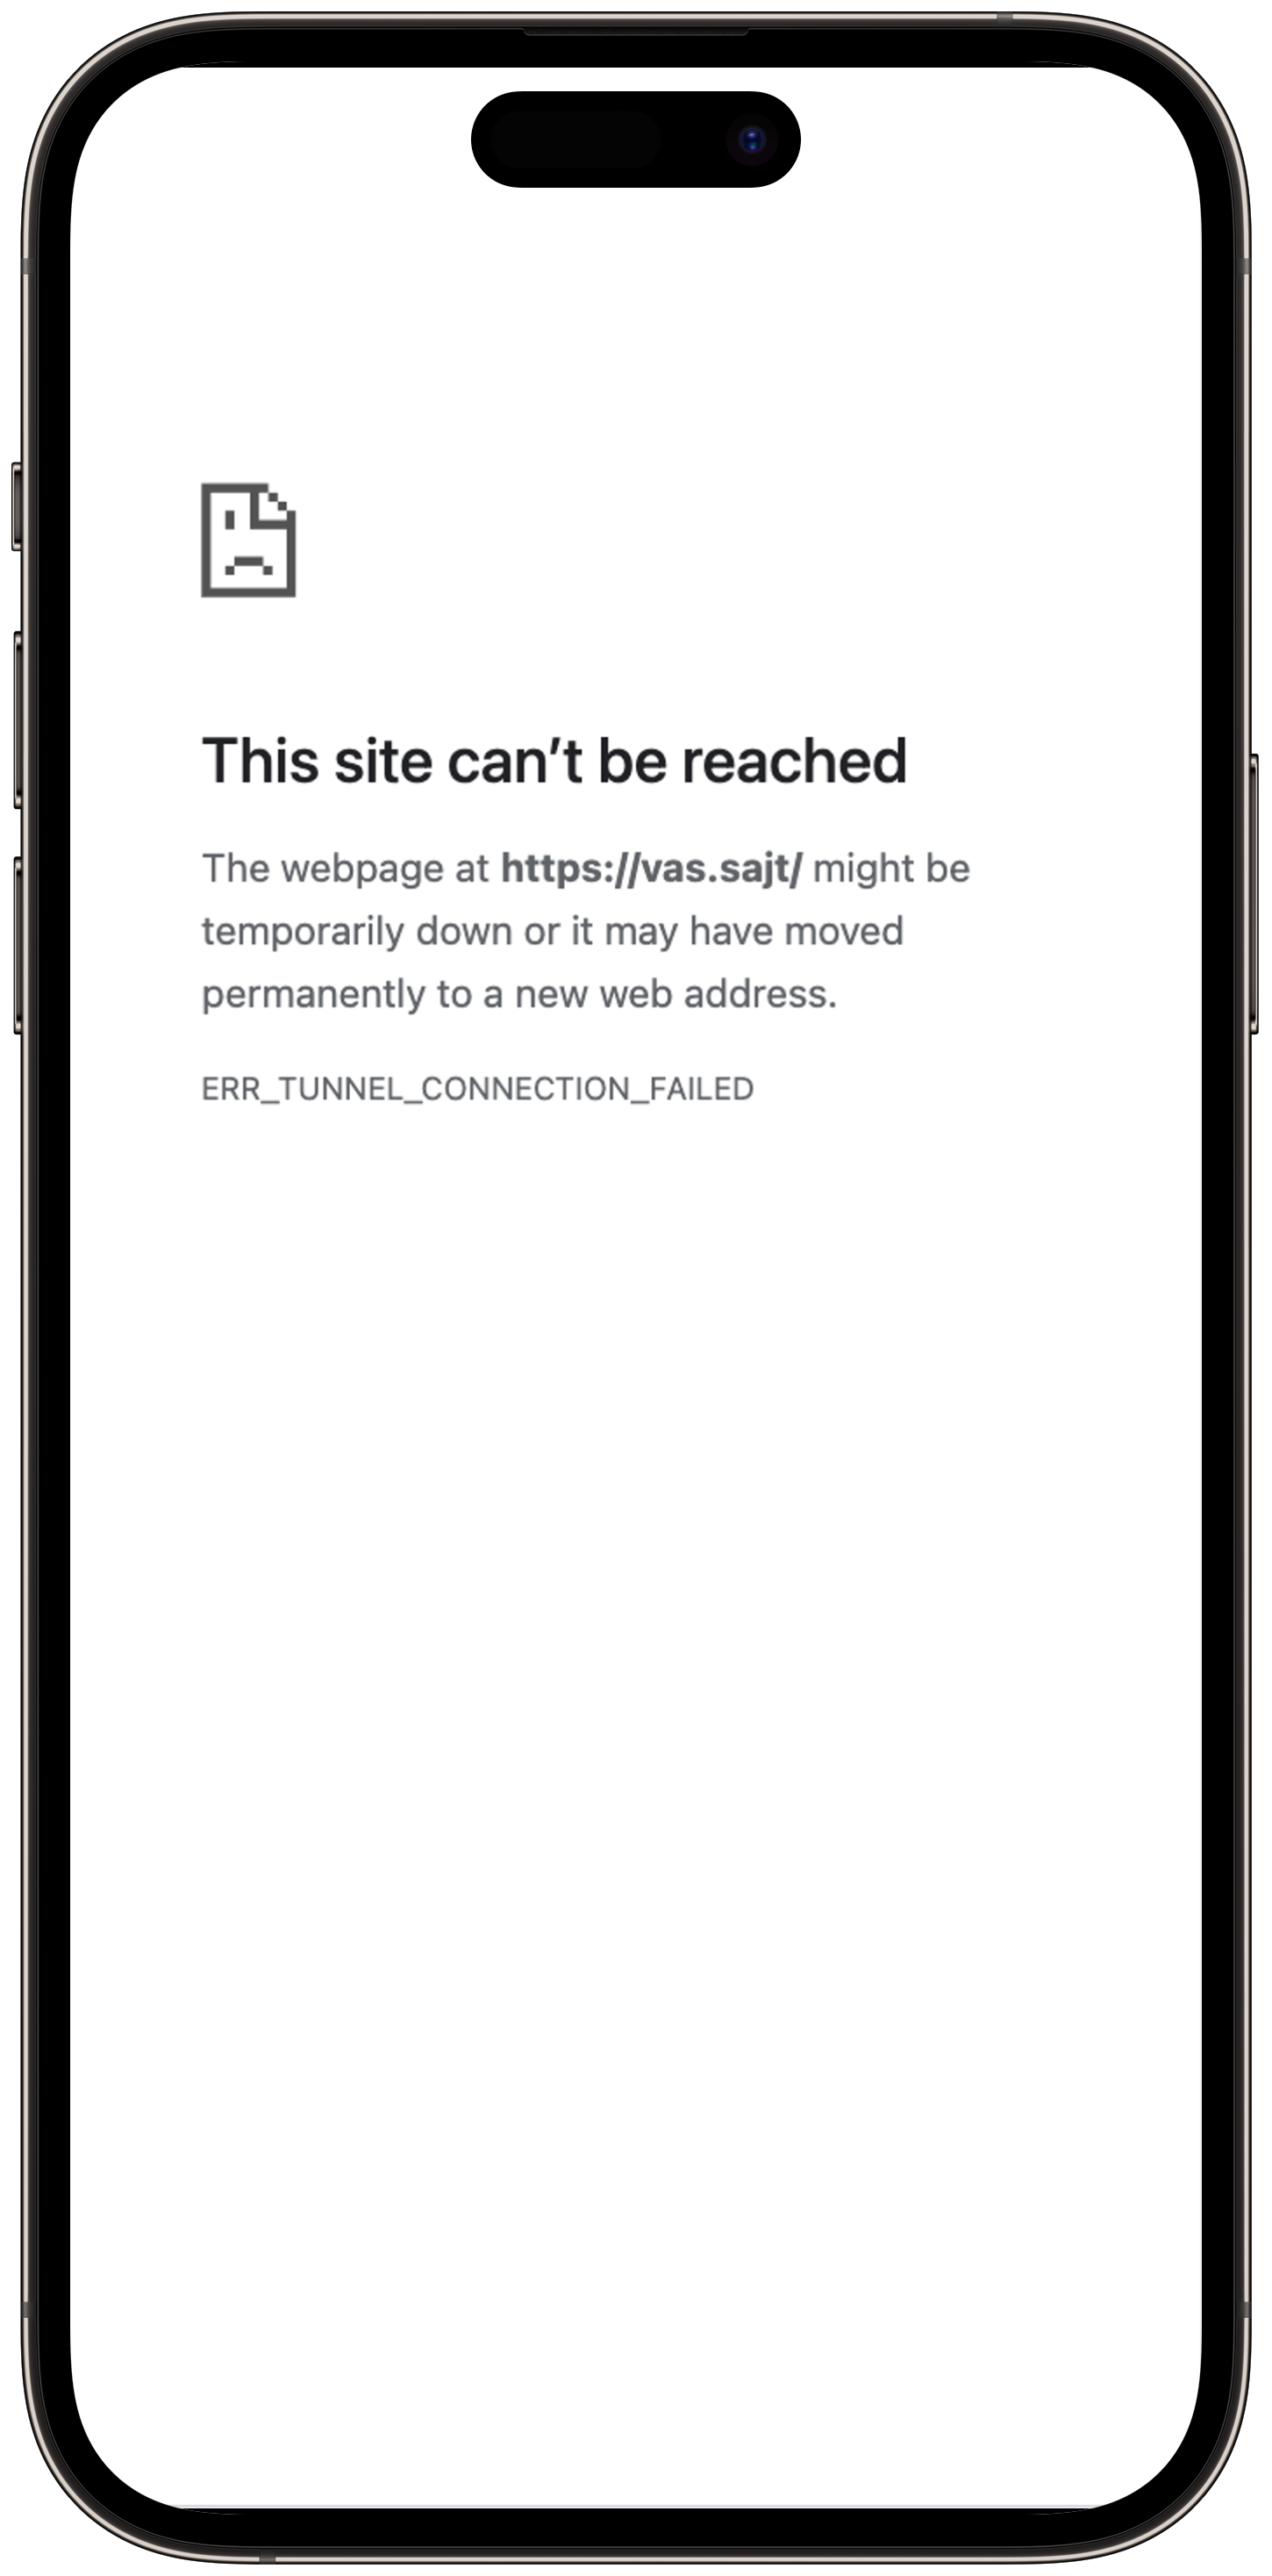 This site can’t be reached
The webpage at https://vas.sajt/ might be
temporarily down or it may have moved
permanently to a new web address.
ERR_TUNNEL_CONNECTION_FAILED